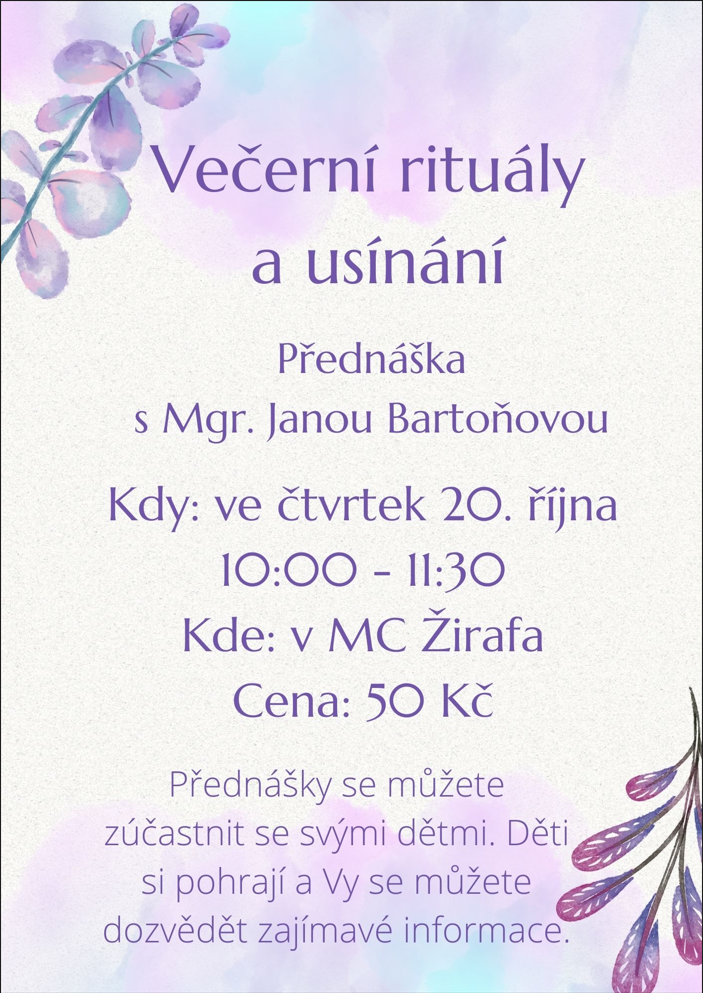 Večerní rituály
a usínání
Přednáška
s Mgr. Janou Bartoňovou
Kdy: ve čtvrtek 20. října
10:00 - 11:30
Kde: v MC Žirafa
Cena: 50 Kč
Přednášky se můžete
zúčastnit se svými dětmi. Děti
si pohrají a Vy se můžete
dozvědět zajímavé informace.